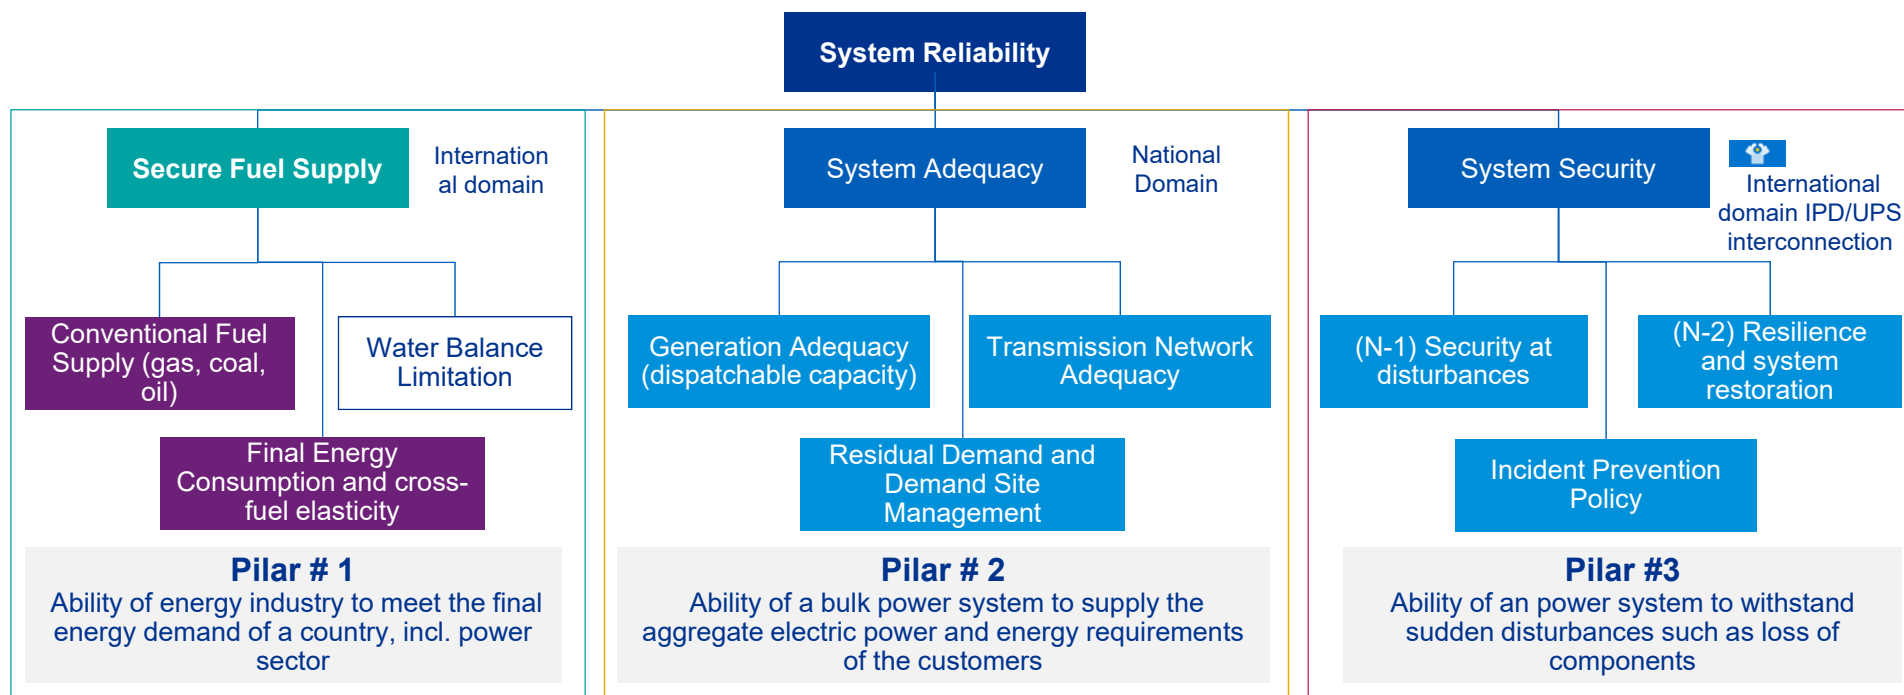 System Reliability
Secure Fuel Supply
Internation
al domain
System Adequacy
National
Domain
System Security
International
domain IPD/UPS
interconnection
Conventional Fuel
Supply (gas, coal,
oil)
Water Balance
Limitation
Final Energy
Consumption and cross-
fuel elasticity
Generation Adequacy
(dispatchable capacity)
Transmission Network
Adequacy
Residual Demand and
Demand Site
Management
(N-1) Security at
disturbances
(N-2) Resilience
and system
restoration
Incident Prevention
Policy
Pilar # 1
Ability of energy industry to meet the final
energy demand of a country, incl. power
sector
Pilar # 2
Ability of a bulk power system to supply the
aggregate electric power and energy requirements
of the customers
Pilar #3
Ability of an power system to withstand
sudden disturbances such as loss of
components